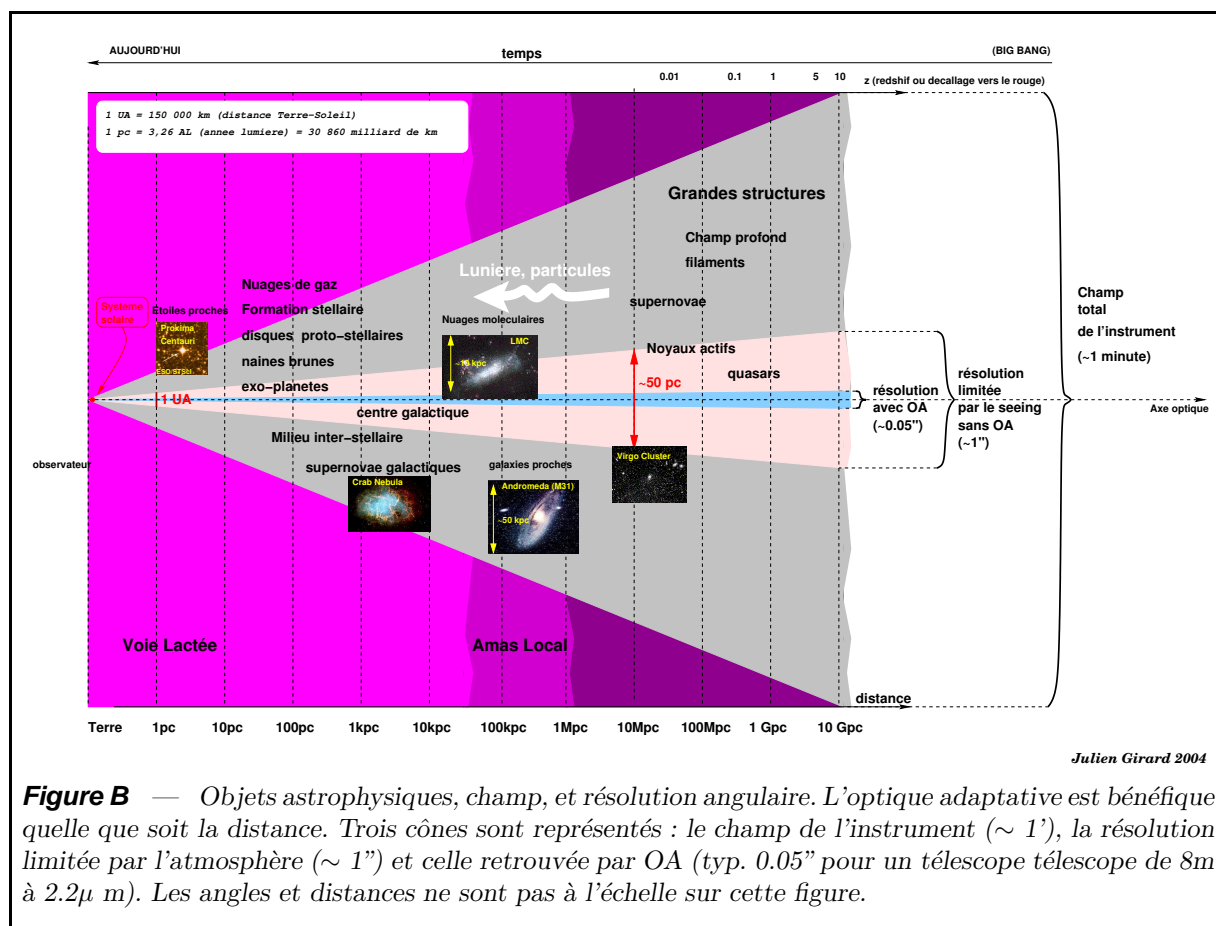 AUJOURD'HUI
temps
(BIG BANG)
0.01 0.1 1 5 10 z (redshif ou decallage vers le rouge)
1 UA = 150 000 km (distance Terre-Soleil)
1 pc = 3,26 AL (annee lumiere) = 30 860 milliard de km
Grandes structures
Champ profond
filaments
Luniere, particules
supernovae
Nuages de gaz
Formation stellaire
disques proto-stellaires
naines brunes
exo-planetes
Systeme
solaire
Etoiles proches
Proxima
Centauri
ESO/STScI
Nuages moleculaires
LMC
~10 kpc
Noyaux actifs
quasars
~50 pc
1 UA
centre galactique
Milieu inter-stellaire
observateur
supernovae galactiques
Crab Nebula
galaxies proches
Andromeda (M31)
~50 kpc
Virgo Cluster
résolution
avec OA
(~0.05")
résolution
limitée
par le seeing
sans OA
(~1")
Champ
total
de l'instrument
(~1 minute)
Axe optique
Voie Lactée
Amas Local
distance
Terre 1pc 10pc 100pc 1kpc 10kpc 100kpc 1Mpc 10Mpc 100Mpc 1 Gpc 10 Gpc
Julien Girard 2004
Figure B — Objets astrophysiques, champ, et résolution angulaire. L'optique adaptative est bénéfique
quelle que soit la distance. Trois cônes sont représentés : le champ de l'instrument (∼ 1'), la résolution
limitée par l'atmosphère (∼ 1") et celle retrouvée par OA (typ. 0.05" pour un télescope télescope de 8m
à 2.2µ m). Les angles et distances ne sont pas à l'échelle sur cette figure.